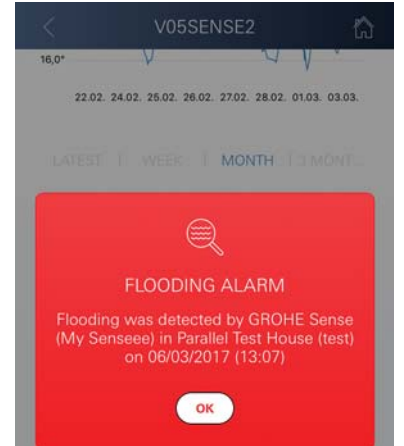 V05SENSE2
16,0°
22.02. 24.02. 25.02. 26.02. 27.02. 28.02. 01.03. 03.03.
LATEST | WEEK | MONTH | 3 MONT
FLOODING ALARM
Flooding was detected by GROHE Sense
(My Senseee) in Parallel Test House (test)
on 06/03/2017 (13:07)
OK